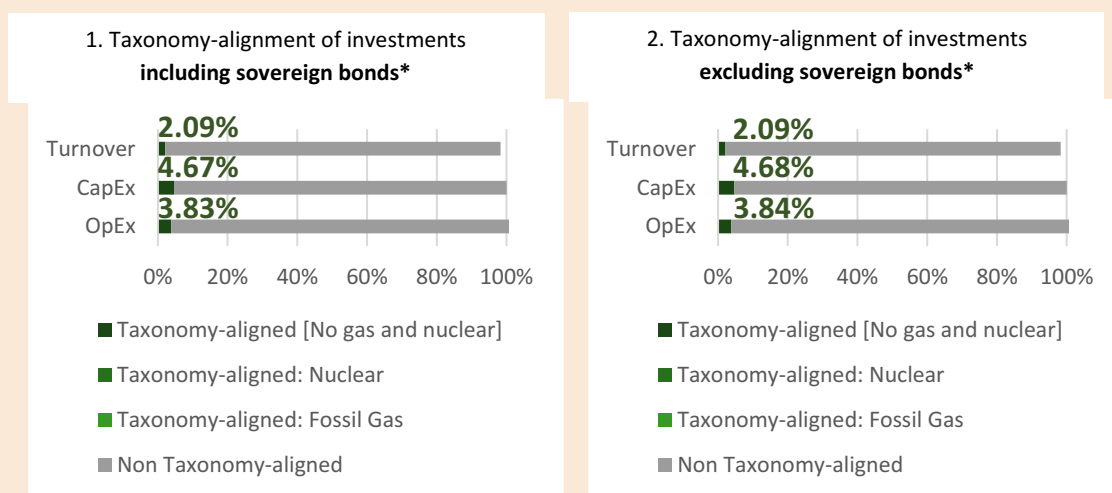 1. Taxonomy-alignment of investments
including sovereign bonds*
2.09%
Turnover
4.67%
CapEx
3.83%
OpEx
0% 20% 40% 60% 80% 100%
Taxonomy-aligned [No gas and nuclear]
Taxonomy-aligned: Nuclear
Taxonomy-aligned: Fossil Gas
Non Taxonomy-aligned
2. Taxonomy-alignment of investments
excluding sovereign bonds*
2.09%
Turnover
4.68%
CapEx
3.84%
OpEx
0% 20% 40% 60% 80% 100%
Taxonomy-aligned [No gas and nuclear]
Taxonomy-aligned: Nuclear
Taxonomy-aligned: Fossil Gas
Non Taxonomy-aligned